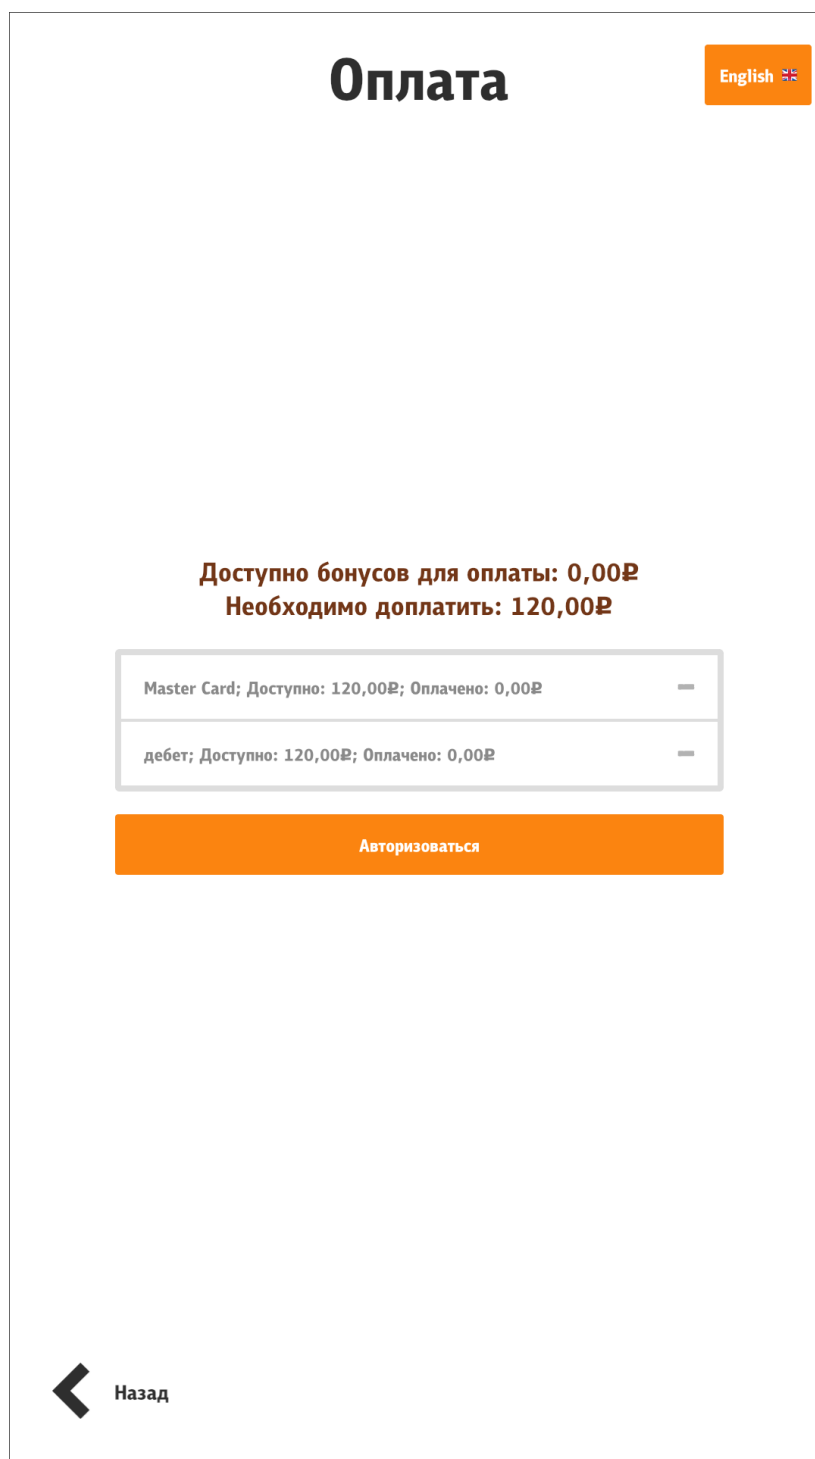 Оплата
English
Доступно бонусов для оплаты: 0,00₽
Необходимо доплатить: 120,00₽
Master Card; Доступно: 120,00₽; Оплачено: 0,00₽
дебет; Доступно: 120,00₽; Оплачено: 0,00₽
Авторизоваться
Назад